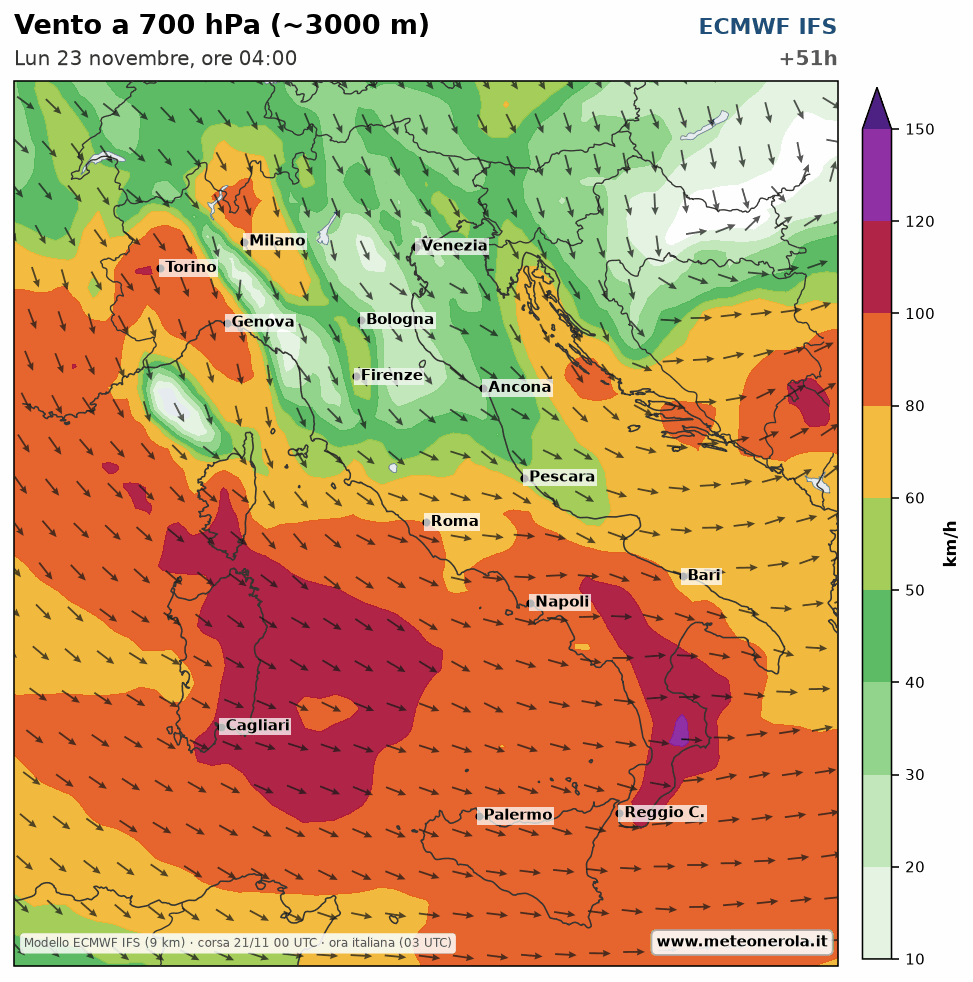 Vento a 700 hPa (~3000 m)
ECMWF IFS
Lun 23 novembre, ore 04:00
+51h
Milano
Venezia
Torino
Genova
Bologna
Firenze
Ancona
Pescara
Roma
Bari
Napoli
Cagliari
Palermo
Reggio C.
150
120
100
80
60
50
40
30
20
10
km/h
Modello ECMWF IFS (9 km) · corsa 21/11 00 UTC · ora italiana (03 UTC)
www.meteonerola.it